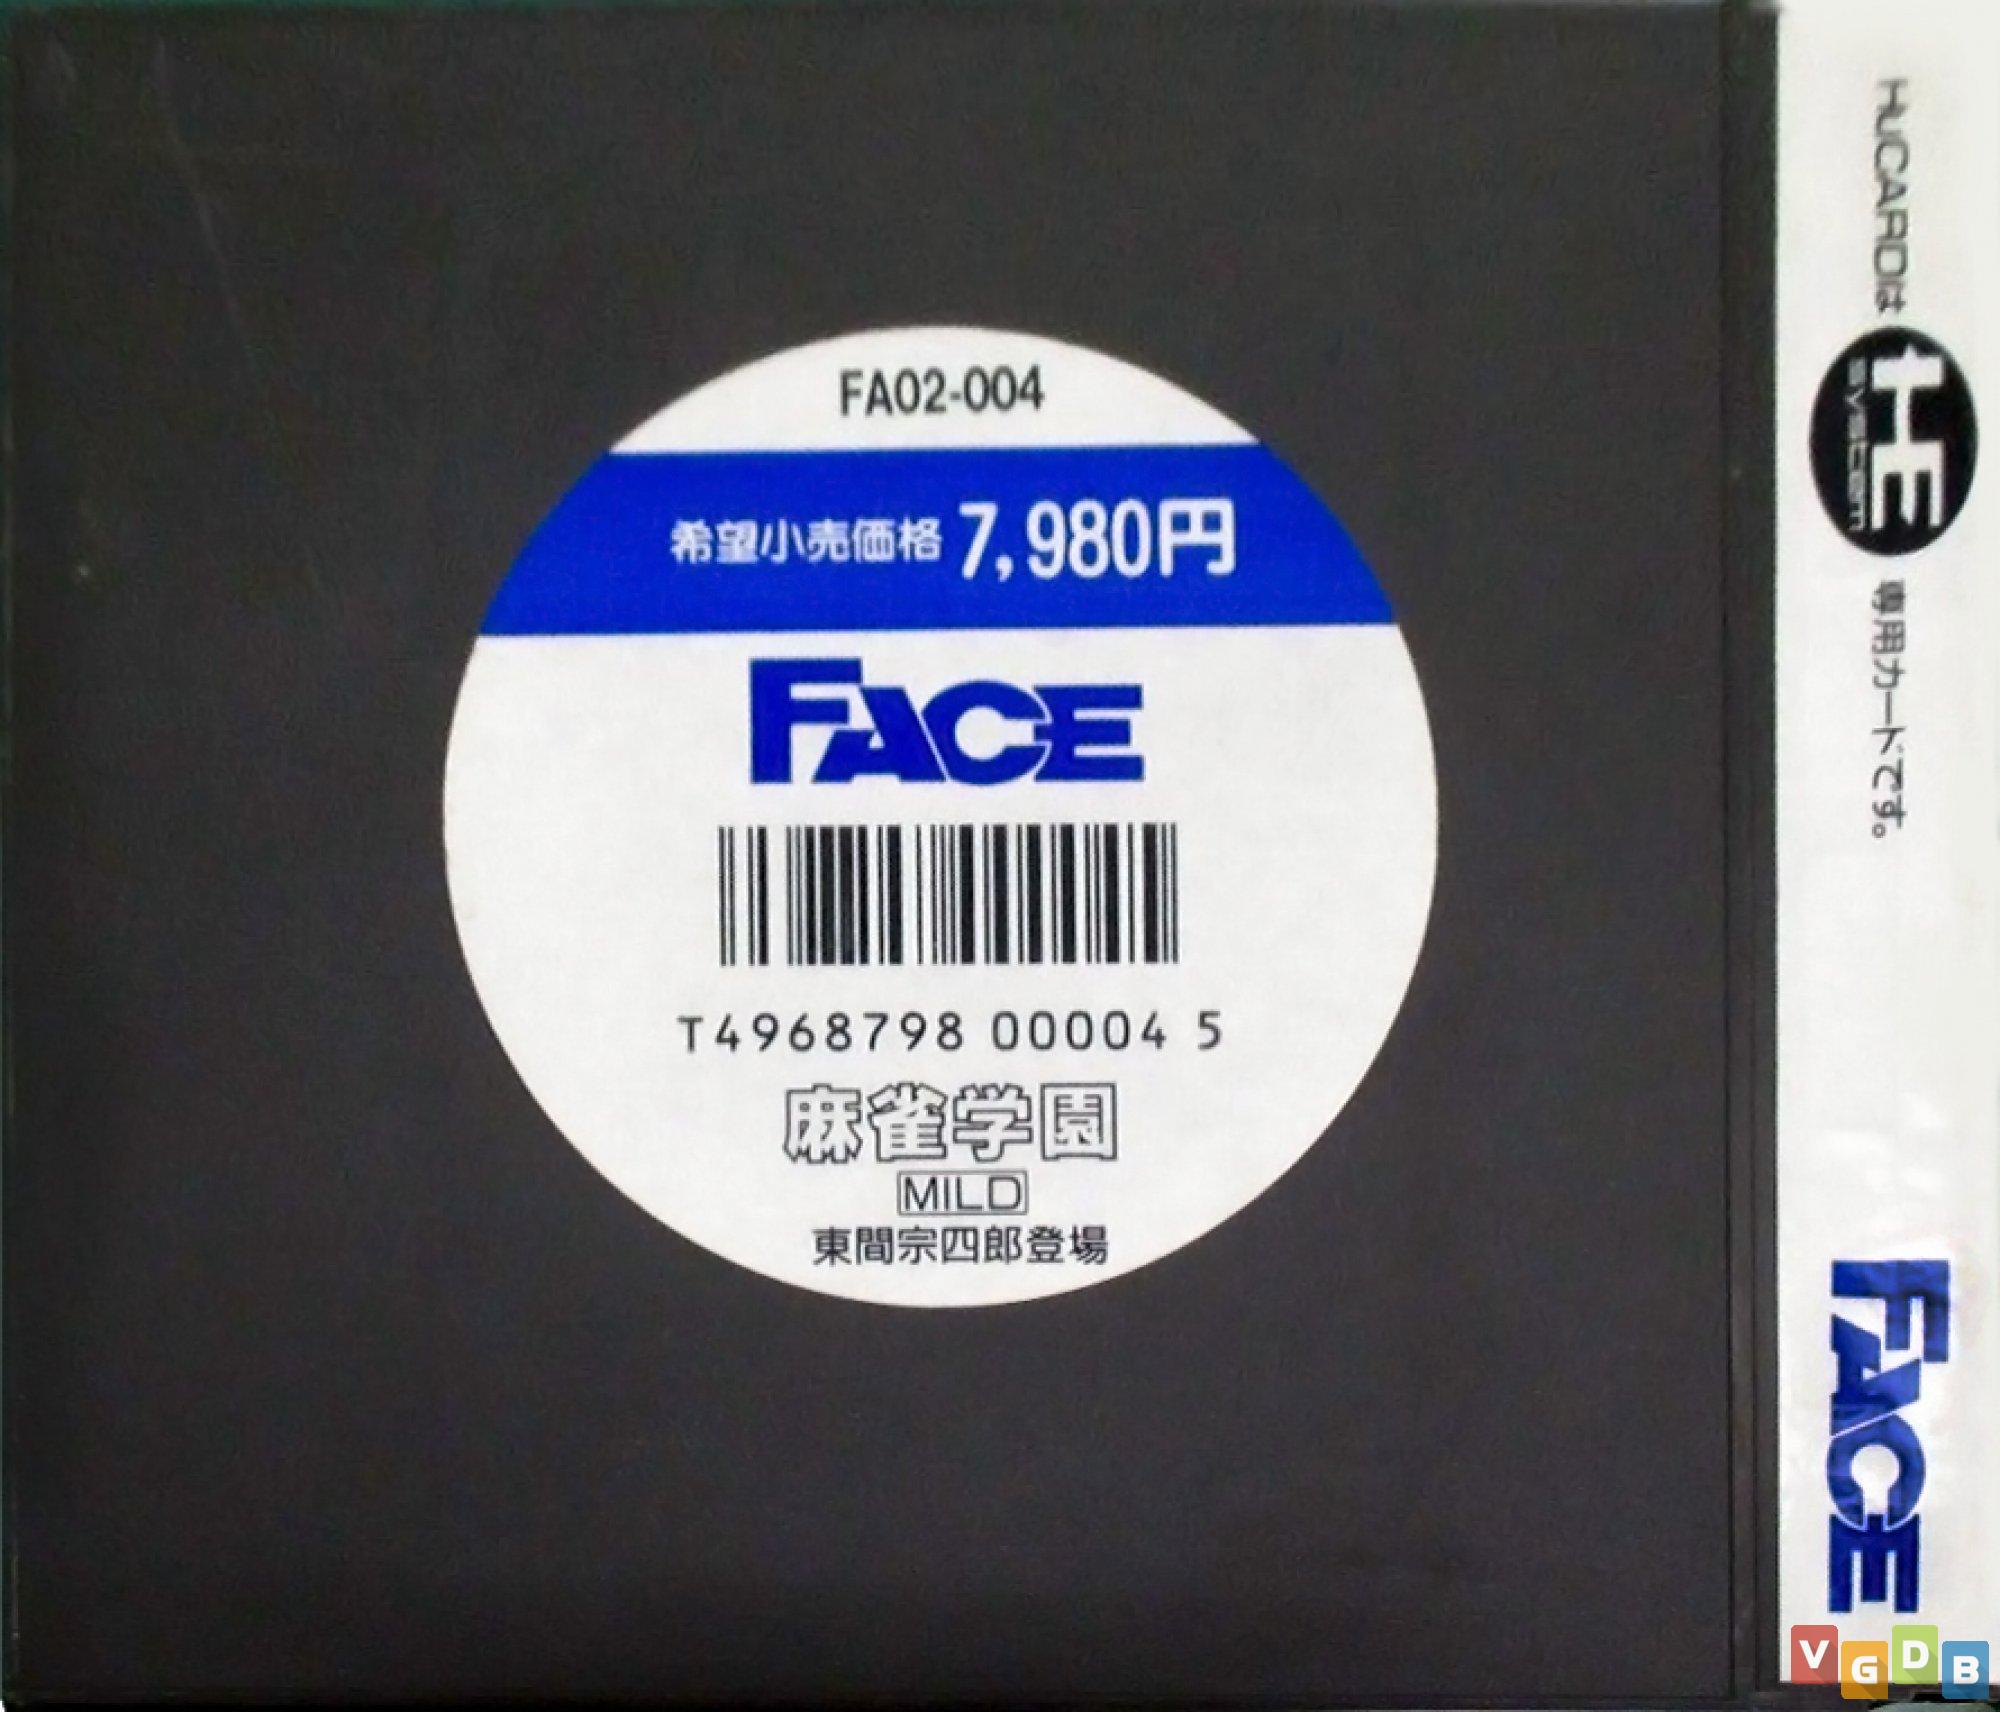 FA02-004
希望小売価格 7,980円
FACE
T4968798 00004 5
麻雀学園
MILD
東間宗四郎登場
HuCARDは HE system 専用カードです。
FACE
VGDB